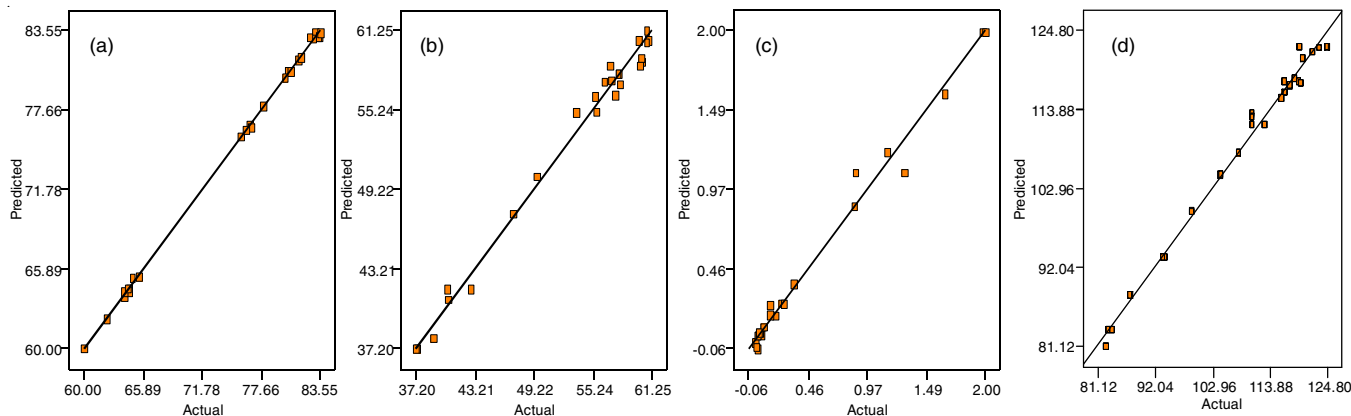 (a)
83.55
77.66
71.78
65.89
60.00
Predicted
60.00 65.89 71.78 77.66 83.55
Actual
(b)
61.25
55.24
49.22
43.21
37.20
Predicted
37.20 43.21 49.22 55.24 61.25
Actual
(c)
2.00
1.49
0.97
0.46
-0.06
Predicted
-0.06 0.46 0.97 1.49 2.00
Actual
(d)
124.80
113.88
102.96
92.04
81.12
Predicted
81.12 92.04 102.96 113.88 124.80
Actual